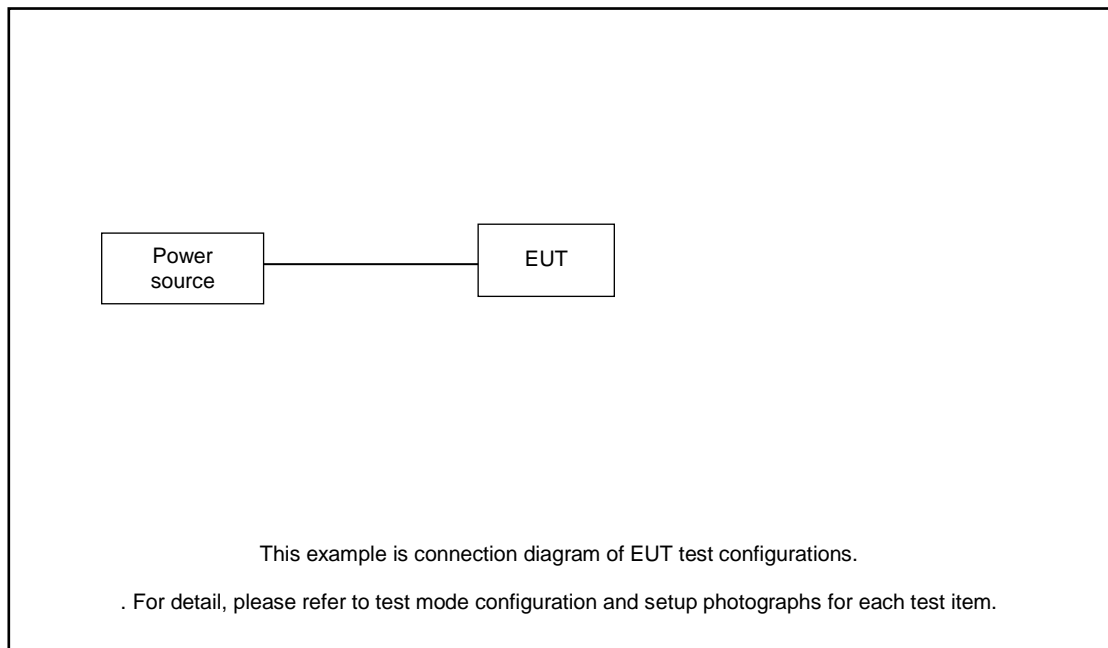 Power
source
EUT
This example is connection diagram of EUT test configurations.
. For detail, please refer to test mode configuration and setup photographs for each test item.